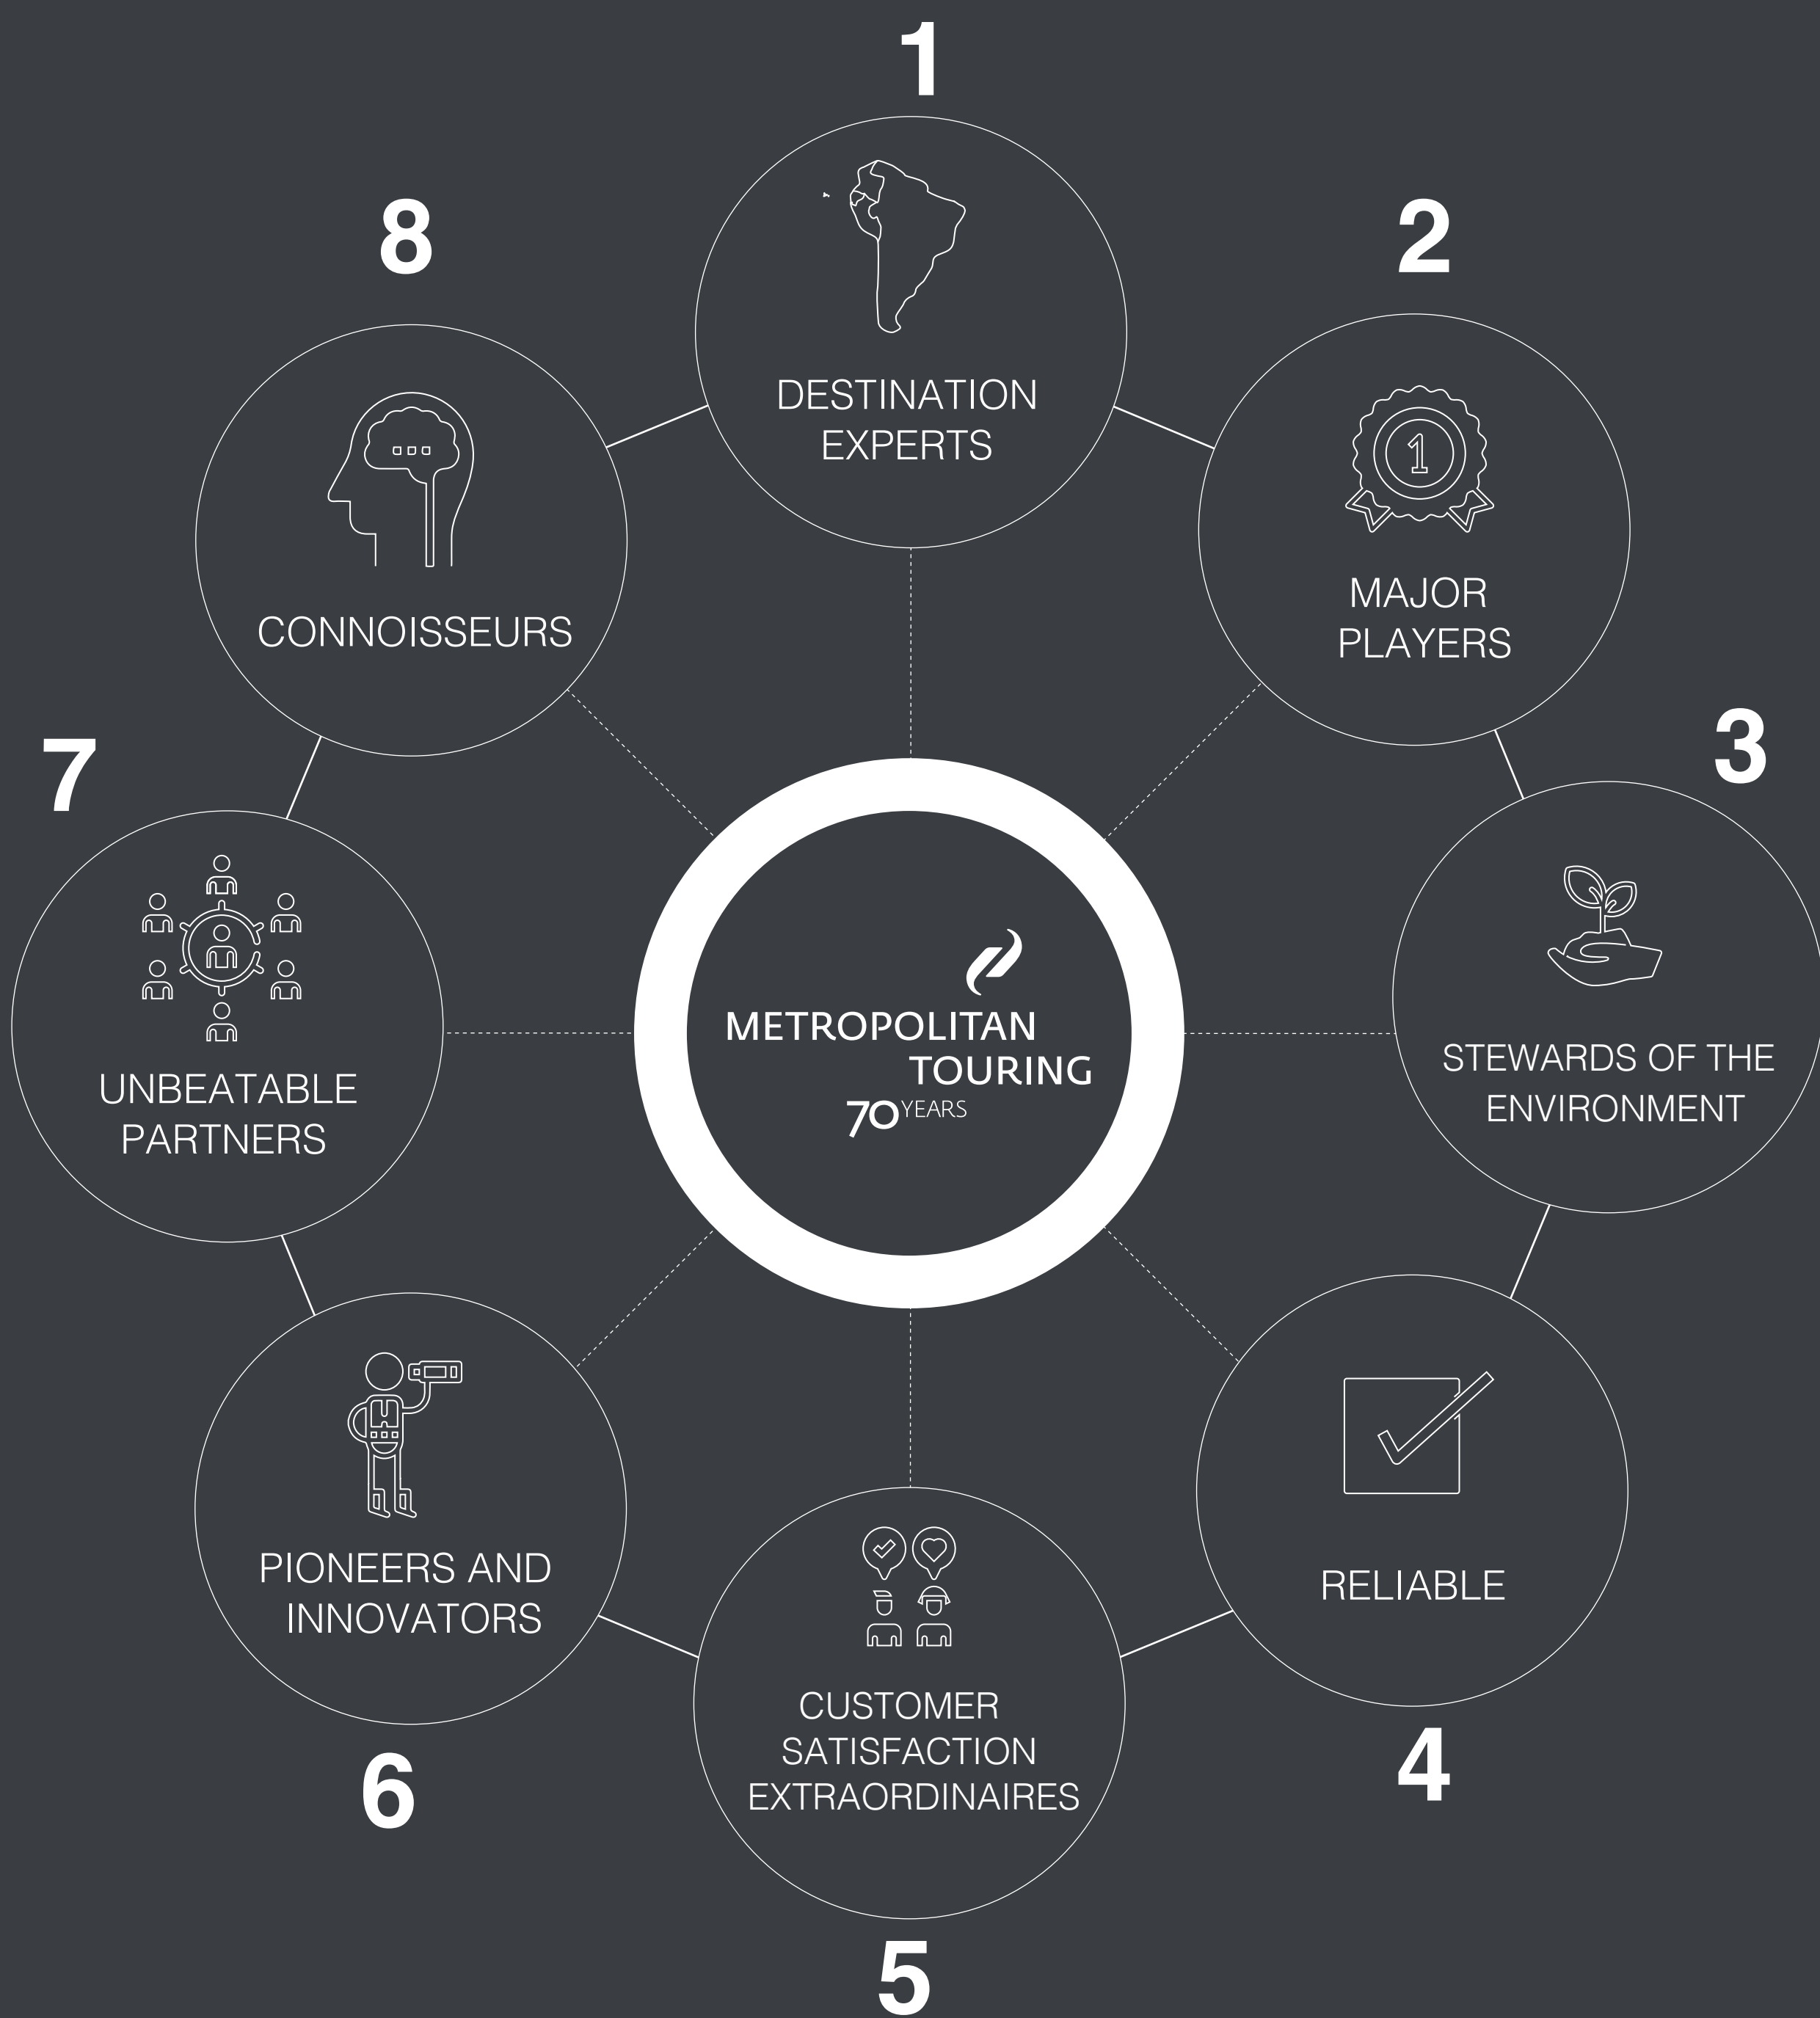 1
DESTINATION
EXPERTS
2
MAJOR
PLAYERS
1
3
STEWARDS OF THE
ENVIRONMENT
4
RELIABLE
5
CUSTOMER
SATISFACTION
EXTRAORDINAIRES
6
PIONEERS AND
INNOVATORS
7
UNBEATABLE
PARTNERS
8
CONNOISSEURS
METROPOLITAN
TOURING
70 YEARS